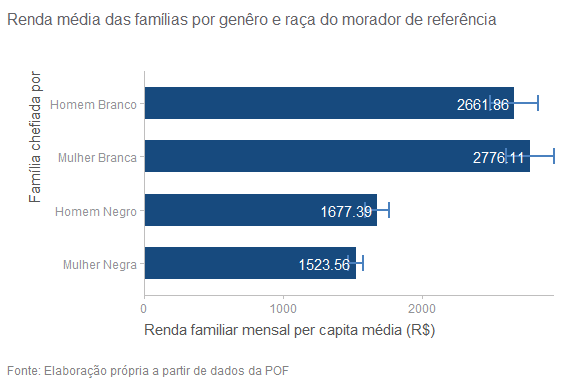 Renda média das famílias por genêro e raça do morador de referência
Família chefiada por
Homem Branco
2661.86
Mulher Branca
2776.11
Homem Negro
1677.39
Mulher Negra
1523.56
0
1000
2000
Renda familiar mensal per capita média (R$)
Fonte: Elaboração própria a partir de dados da POF